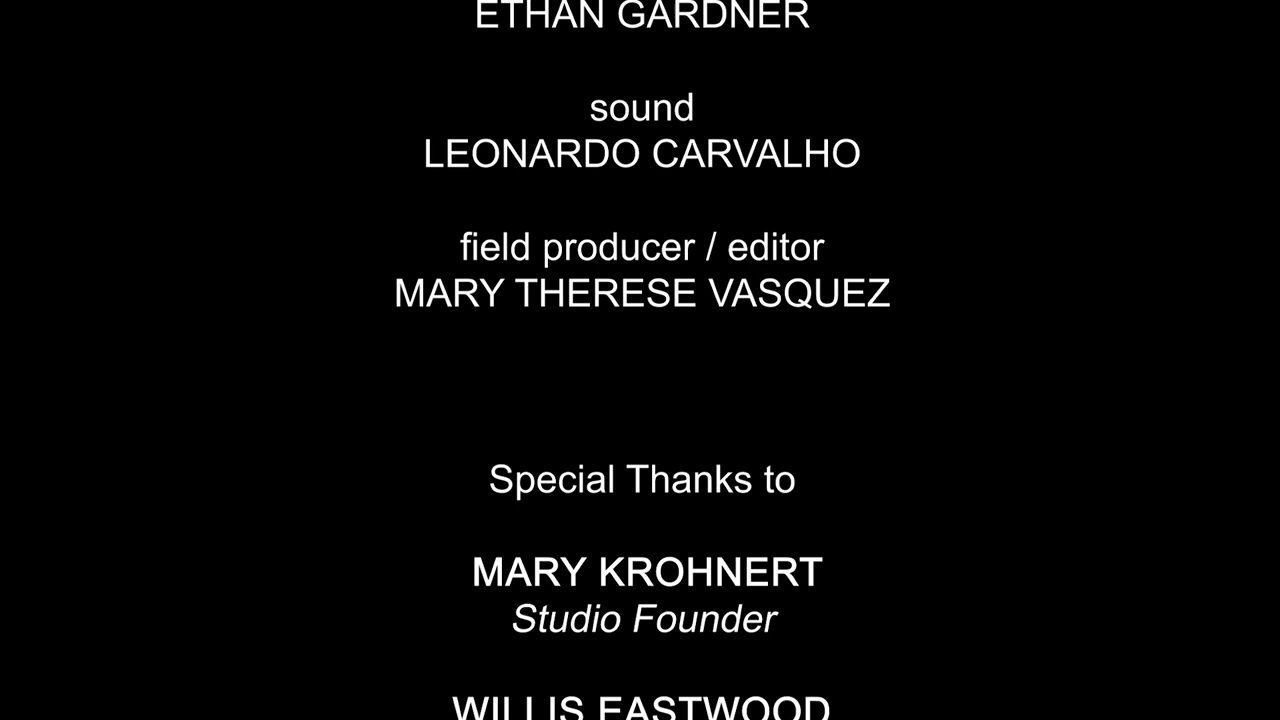 ETHAN GARDNER
sound
LEONARDO CARVALHO
field producer / editor
MARY THERESE VASQUEZ
Special Thanks to
MARY KROHNERT
Studio Founder
WILLIS EASTWOOD